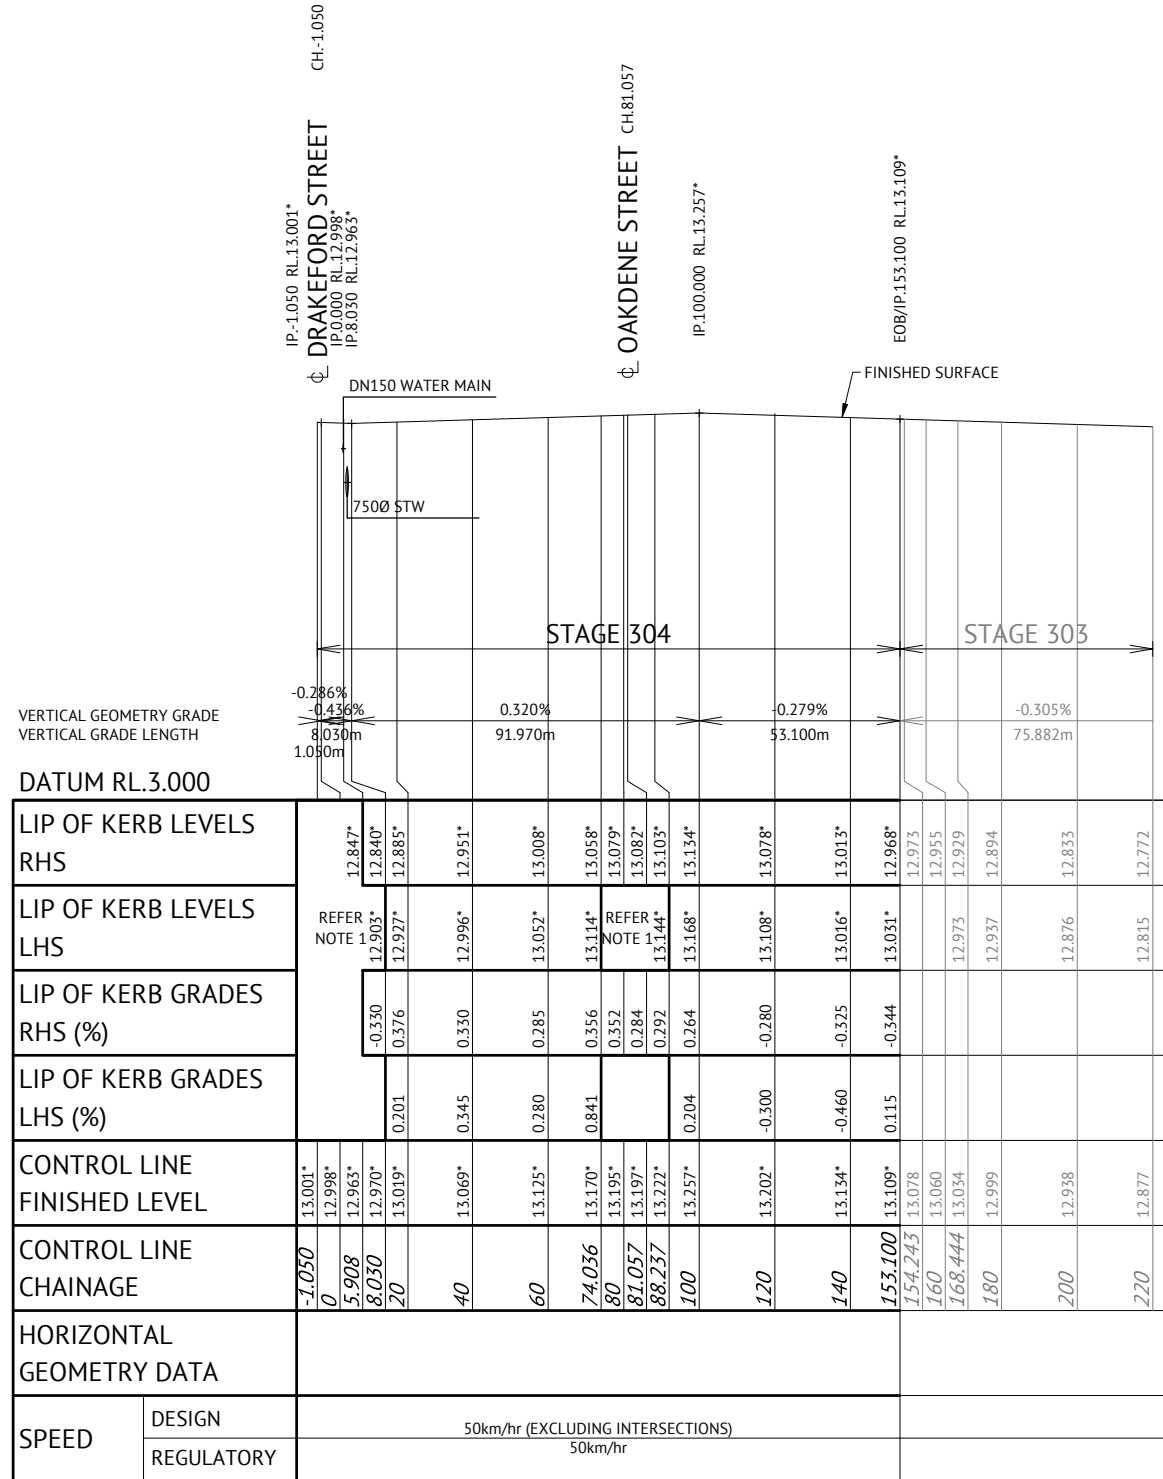 CH.-1.050
DRAKEFORD STREET
IP.-1.050 RL.13.001*
IP.0.000 RL.12.998*
IP.8.030 RL.12.963*
OAKDENE STREET CH.81.057
IP.100.000 RL.13.257*
EOB/IP.153.100 RL.13.109*
DN150 WATER MAIN
FINISHED SURFACE
750Ø STW
STAGE 304 STAGE 303
-0.286%
VERTICAL GEOMETRY GRADE -0.436% 0.320% -0.279% -0.305%
VERTICAL GRADE LENGTH 8.030m 91.970m 53.100m 75.882m
1.050m
DATUM RL.3.000
LIP OF KERB LEVELS
RHS
12.847* 12.840* 12.885* 12.951* 13.008* 13.058* 13.079* 13.082* 13.103* 13.134* 13.078* 13.013* 12.968* 12.973 12.955 12.929 12.894 12.833 12.772
LIP OF KERB LEVELS
LHS
REFER
NOTE 1
12.903* 12.927* 12.996* 13.052* 13.114*
REFER
NOTE 1
13.144* 13.168* 13.108* 13.016* 13.031* 12.973 12.937 12.876 12.815
LIP OF KERB GRADES
RHS (%)
-0.330 0.376 0.330 0.285 0.356 0.352 0.284 0.292 0.264 -0.280 -0.325 -0.344
LIP OF KERB GRADES
LHS (%)
0.201 0.345 0.280 0.841 0.204 -0.300 -0.460 0.115
CONTROL LINE
FINISHED LEVEL
13.001* 12.998* 12.963* 12.970* 13.019* 13.069* 13.125* 13.170* 13.195* 13.197* 13.222* 13.257* 13.202* 13.134* 13.109* 13.078 13.060 13.034 12.999 12.938 12.877
CONTROL LINE
CHAINAGE
-1.050 0 5.908 8.030 20 40 60 74.036 80 81.057 88.237 100 120 140 153.100 154.243 160 168.444 180 200 220
HORIZONTAL
GEOMETRY DATA
SPEED
DESIGN
50km/hr (EXCLUDING INTERSECTIONS)
REGULATORY
50km/hr